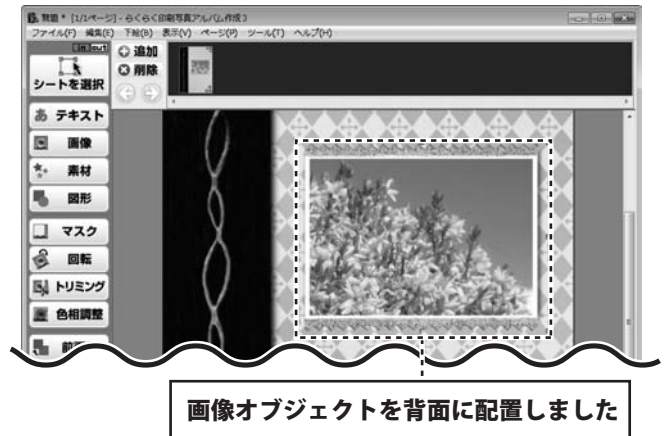 無題 * [1/1ページ] - らくらく印刷写真アルバム作成3
ファイル(F) 編集(E) 下絵(B) 表示(V) ページ(P) ツール(T) ヘルプ(H)
in out
追加
削除
シートを選択
あ テキスト
画像
素材
図形
マスク
回転
トリミング
色相調整
画像オブジェクトを背面に配置しました